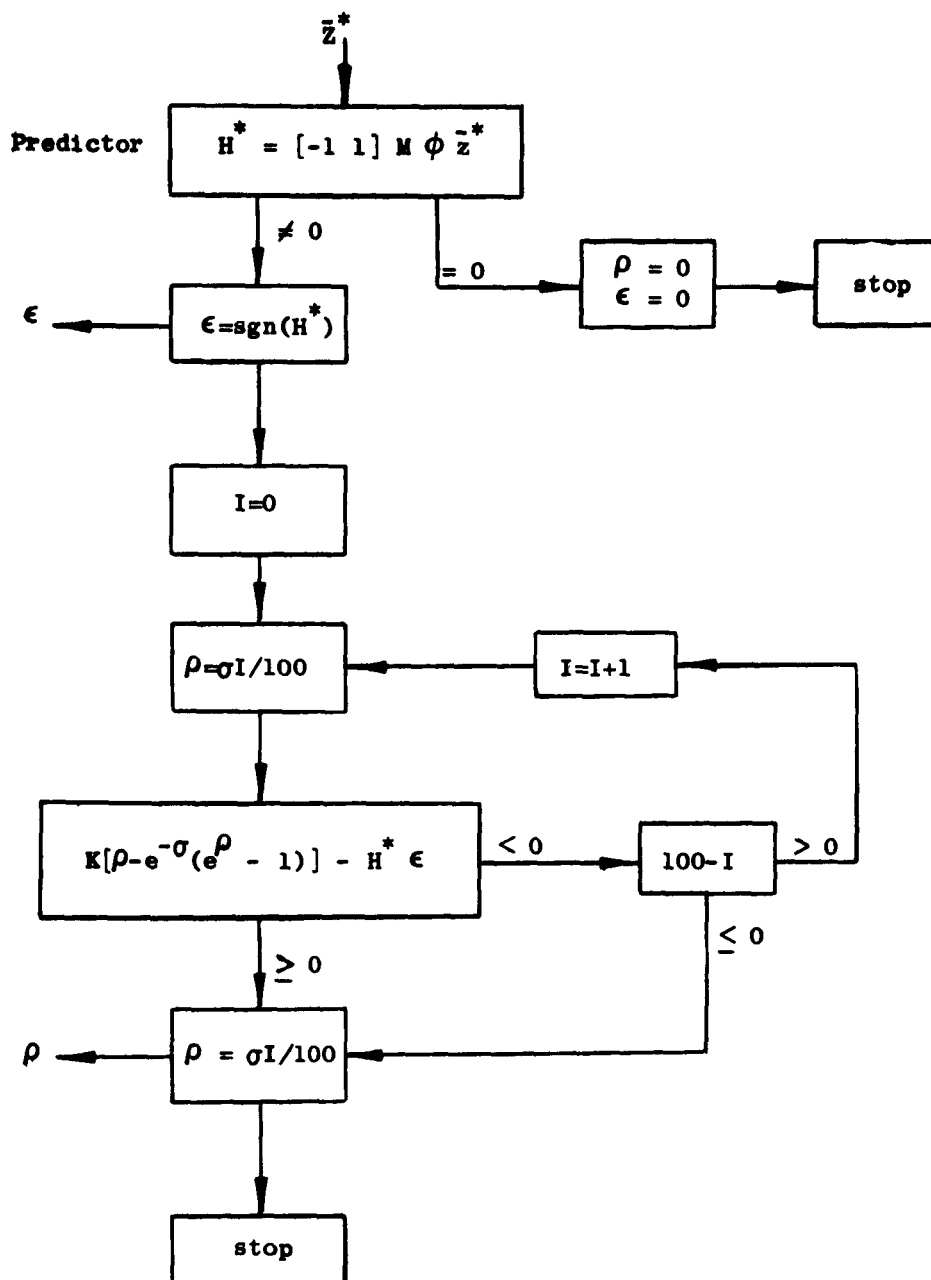 z̄*
Predictor
H* = [-1 1] M ϕ z̄*
≠ 0
= 0
ρ = 0
ϵ = 0
stop
ϵ
ϵ=sgn(H*)
I=0
ρ=σI/100
I=I+1
K[ρ-e^-σ(e^ρ - 1)] - H* ϵ
< 0
100-I
> 0
≤ 0
≥ 0
ρ
ρ = σI/100
stop